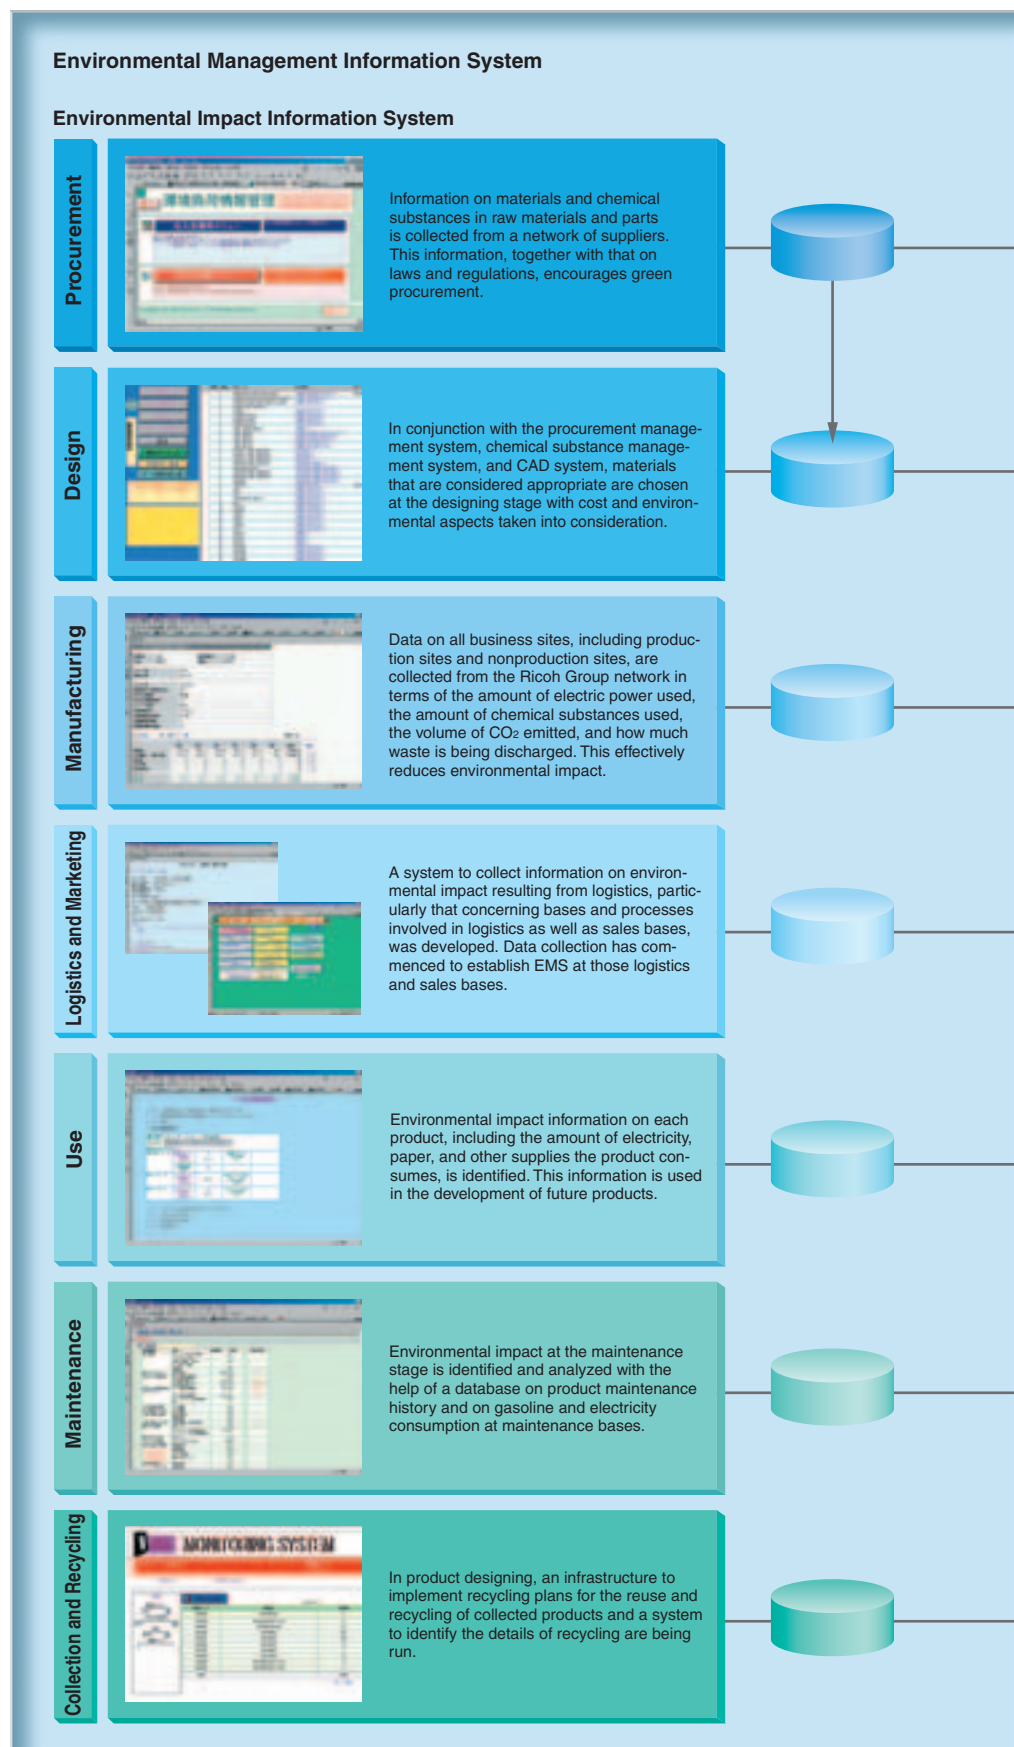 Environmental Management Information System
Environmental Impact Information System
Procurement
Information on materials and chemical
substances in raw materials and parts
is collected from a network of suppliers.
This information, together with that on
laws and regulations, encourages green
procurement.
Design
In conjunction with the procurement manage-
ment system, chemical substance manage-
ment system, and CAD system, materials
that are considered appropriate are chosen
at the designing stage with cost and environ-
mental aspects taken into consideration.
Manufacturing
Data on all business sites, including produc-
tion sites and nonproduction sites, are
collected from the Ricoh Group network in
terms of the amount of electric power used,
the amount of chemical substances used,
the volume of CO2 emitted, and how much
waste is being discharged. This effectively
reduces environmental impact.
Logistics and Marketing
A system to collect information on environ-
mental impact resulting from logistics, partic-
ularly that concerning bases and processes
involved in logistics as well as sales bases,
was developed. Data collection has com-
menced to establish EMS at those logistics
and sales bases.
Use
Environmental impact information on each
product, including the amount of electricity,
paper, and other supplies the product con-
sumes, is identified. This information is used
in the development of future products.
Maintenance
Environmental impact at the maintenance
stage is identified and analyzed with the
help of a database on product maintenance
history and on gasoline and electricity
consumption at maintenance bases.
Collection and Recycling
MONITORING SYSTEM
In product designing, an infrastructure to
implement recycling plans for the reuse and
recycling of collected products and a system
to identify the details of recycling are being
run.